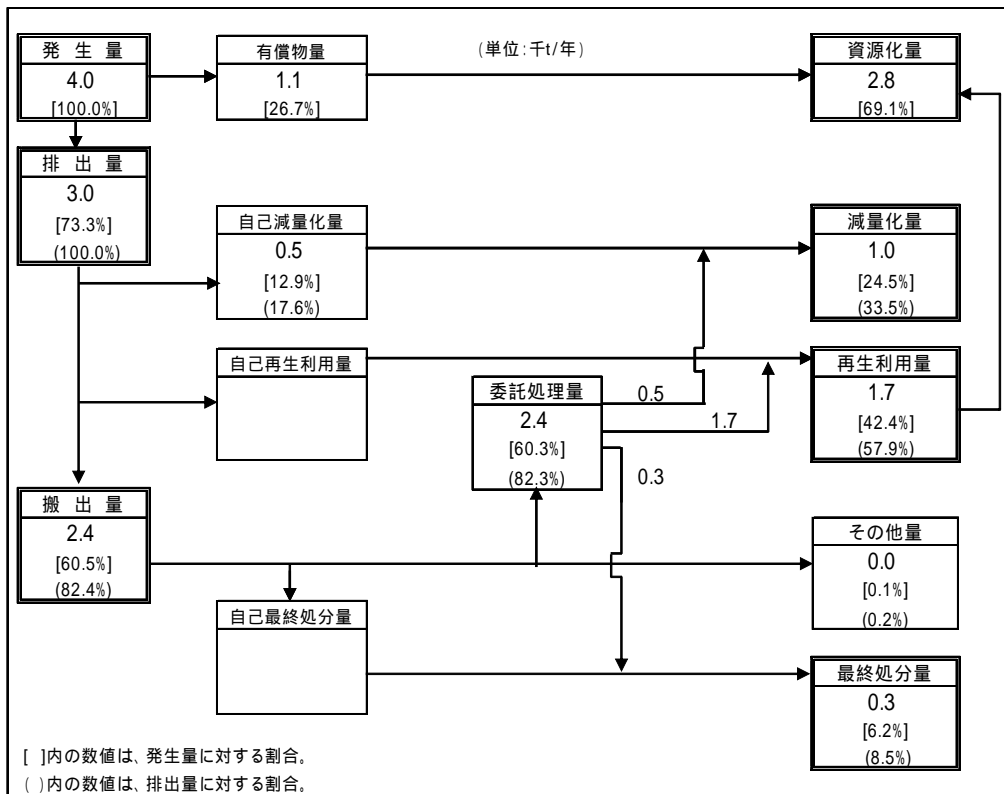 発生量
4.0
[100.0%]
有償物量
1.1
[26.7%]
(単位:千t/年)
資源化量
2.8
[69.1%]
排出量
3.0
[73.3%]
(100.0%)
自己減量化量
0.5
[12.9%]
(17.6%)
減量化量
1.0
[24.5%]
(33.5%)
自己再生利用量
委託処理量
2.4
[60.3%]
(82.3%)
0.5
1.7
0.3
再生利用量
1.7
[42.4%]
(57.9%)
搬出量
2.4
[60.5%]
(82.4%)
その他量
0.0
[0.1%]
(0.2%)
自己最終処分量
最終処分量
0.3
[6.2%]
(8.5%)
[ ]内の数値は、発生量に対する割合。
( )内の数値は、排出量に対する割合。